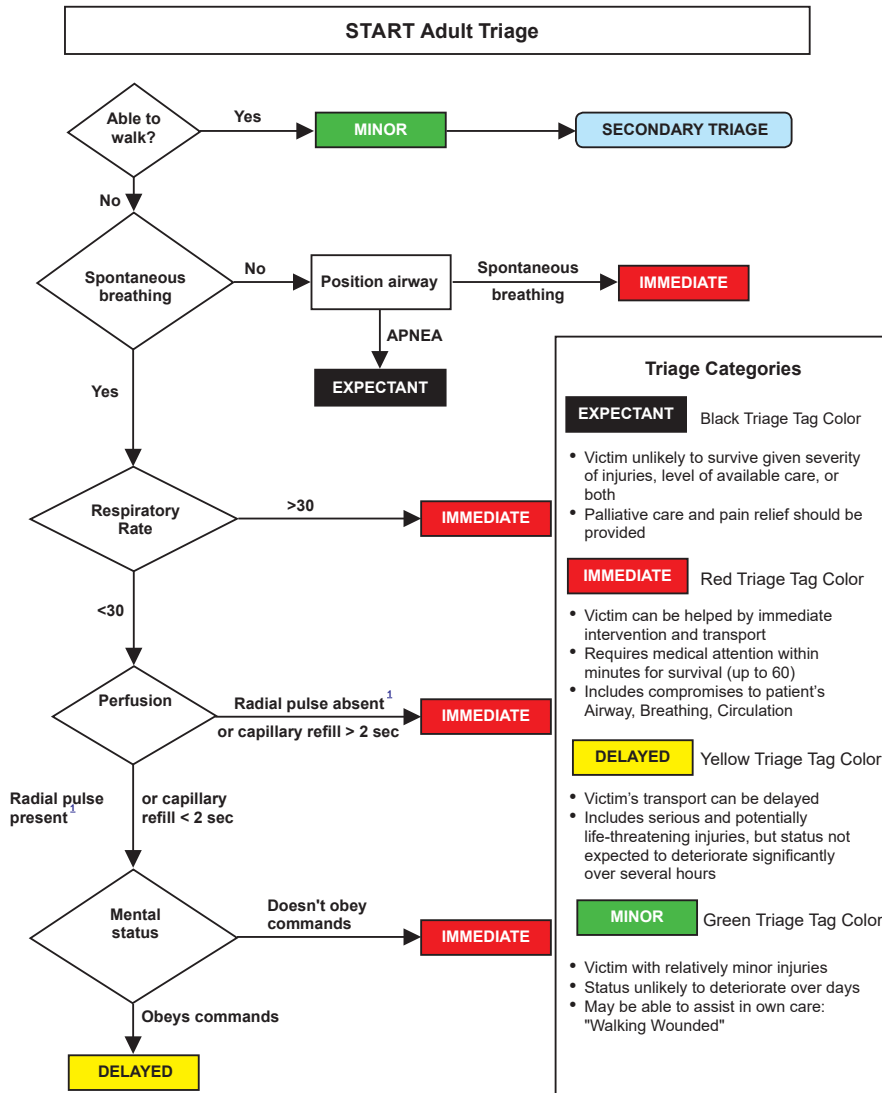 START Adult Triage
Able to
walk?
Yes
MINOR
SECONDARY TRIAGE
No
Spontaneous
breathing
No
Position airway
Spontaneous
breathing
IMMEDIATE
APNEA
EXPECTANT
Yes
Respiratory
Rate
>30
IMMEDIATE
<30
Perfusion
Radial pulse absent 1
or capillary refill > 2 sec
IMMEDIATE
Radial pulse
present 1
or capillary
refill < 2 sec
Mental
status
Doesn't obey
commands
IMMEDIATE
Obeys commands
DELAYED
Triage Categories
EXPECTANT Black Triage Tag Color
• Victim unlikely to survive given severity
of injuries, level of available care, or
both
• Palliative care and pain relief should be
provided
IMMEDIATE Red Triage Tag Color
• Victim can be helped by immediate
intervention and transport
• Requires medical attention within
minutes for survival (up to 60)
• Includes compromises to patient's
Airway, Breathing, Circulation
DELAYED Yellow Triage Tag Color
• Victim's transport can be delayed
• Includes serious and potentially
life-threatening injuries, but status not
expected to deteriorate significantly
over several hours
MINOR Green Triage Tag Color
• Victim with relatively minor injuries
• Status unlikely to deteriorate over days
• May be able to assist in own care:
"Walking Wounded"